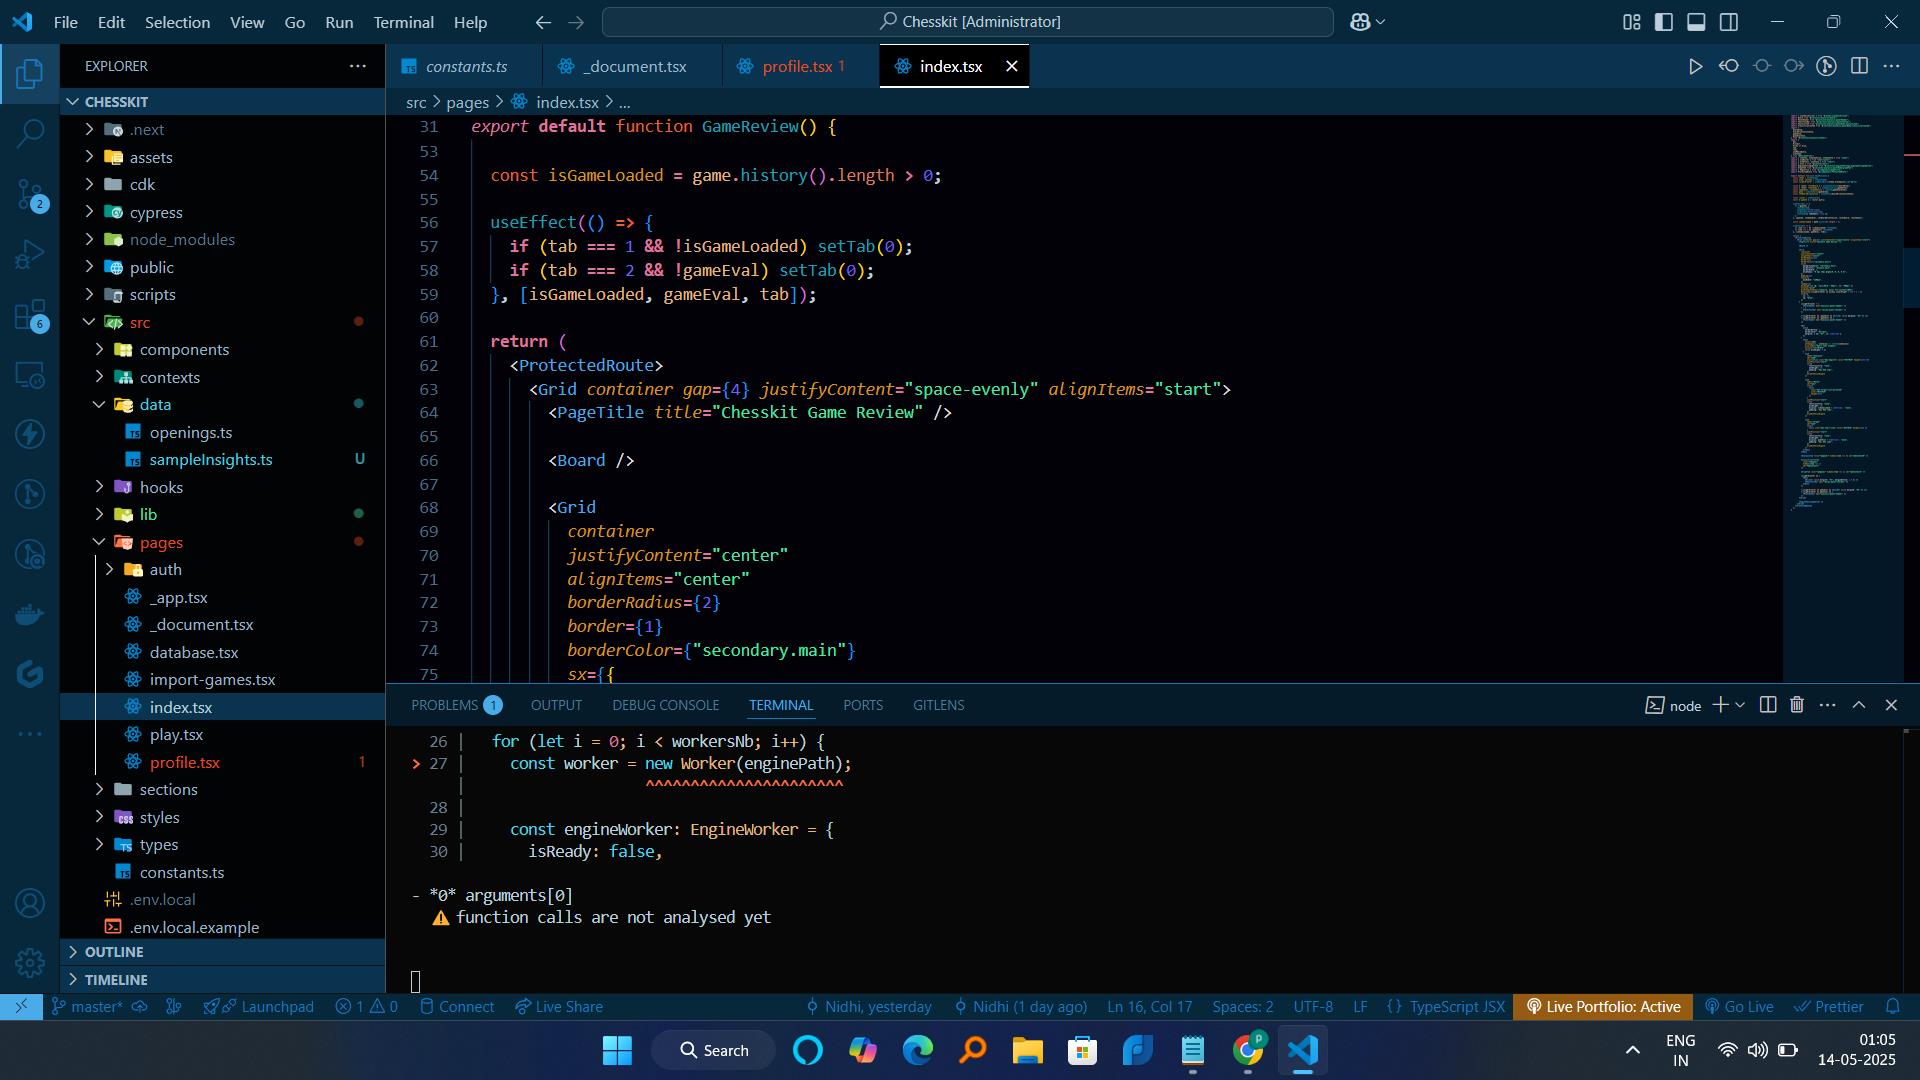 File Edit Selection View Go Run Terminal Help
Chesskit [Administrator]
EXPLORER
CHESSKIT
.next
assets
cdk
cypress
node_modules
public
scripts
src
components
contexts
data
openings.ts
sampleInsights.ts U
hooks
lib
pages
auth
_app.tsx
_document.tsx
database.tsx
import-games.tsx
index.tsx
play.tsx
profile.tsx 1
sections
styles
types
constants.ts
.env.local
.env.local.example
OUTLINE
TIMELINE
2
6
constants.ts
_document.tsx
profile.tsx 1
index.tsx
src > pages > index.tsx > ...
31 export default function GameReview() {
53
54 const isGameLoaded = game.history().length > 0;
55
56 useEffect(() => {
57 if (tab === 1 && !isGameLoaded) setTab(0);
58 if (tab === 2 && !gameEval) setTab(0);
59 }, [isGameLoaded, gameEval, tab]);
60
61 return (
62 <ProtectedRoute>
63 <Grid container gap={4} justifyContent="space-evenly" alignItems="start">
64 <PageTitle title="Chesskit Game Review" />
65
66 <Board />
67
68 <Grid
69 container
70 justifyContent="center"
71 alignItems="center"
72 borderRadius={2}
73 border={1}
74 borderColor={"secondary.main"}
75 sx={{
PROBLEMS 1 OUTPUT DEBUG CONSOLE TERMINAL PORTS GITLENS
node
26 | for (let i = 0; i < workersNb; i++) {
> 27 | const worker = new Worker(enginePath);
| ^^^^^^^^^^^^^^^^^^^^^^
28 |
29 | const engineWorker: EngineWorker = {
30 | isReady: false,
- *0* arguments[0]
⚠ function calls are not analysed yet
master* Launchpad 1 0 Connect Live Share Nidhi, yesterday Nidhi (1 day ago) Ln 16, Col 17 Spaces: 2 UTF-8 LF {} TypeScript JSX Live Portfolio: Active Go Live Prettier
Search
P
ENG
IN
01:05
14-05-2025